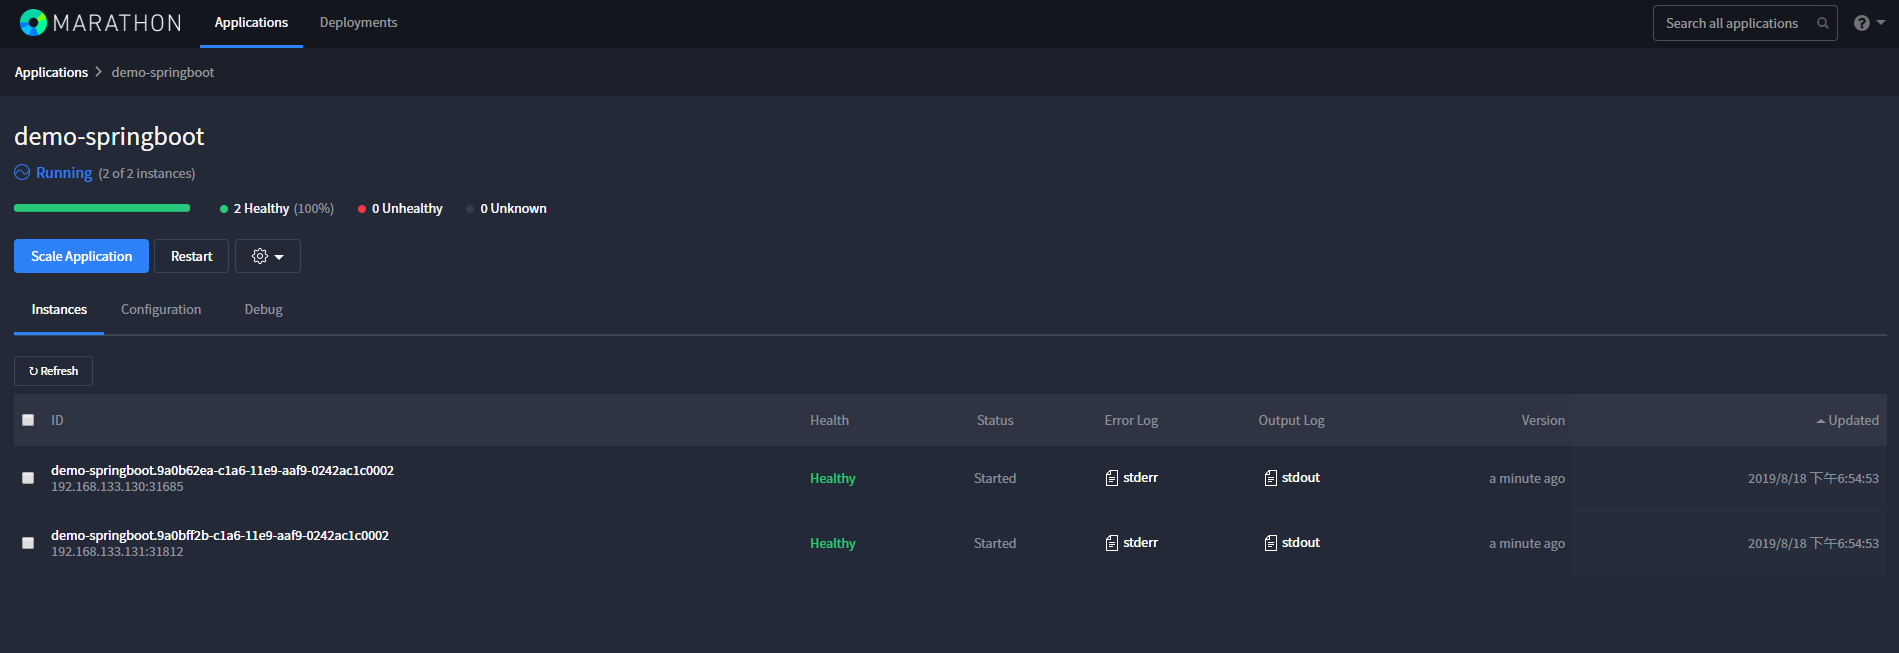 MARATHON Applications Deployments Search all applications
Applications demo-springboot
demo-springboot
Running (2 of 2 instances)
2 Healthy (100%) 0 Unhealthy 0 Unknown
Scale Application Restart
Instances Configuration Debug
Refresh
ID Health Status Error Log Output Log Version Updated
demo-springboot.9a0b62ea-c1a6-11e9-aaf9-0242ac1c0002
192.168.133.130:31685
Healthy Started stderr stdout a minute ago 2019/8/18 下午6:54:53
demo-springboot.9a0bff2b-c1a6-11e9-aaf9-0242ac1c0002
192.168.133.131:31812
Healthy Started stderr stdout a minute ago 2019/8/18 下午6:54:53